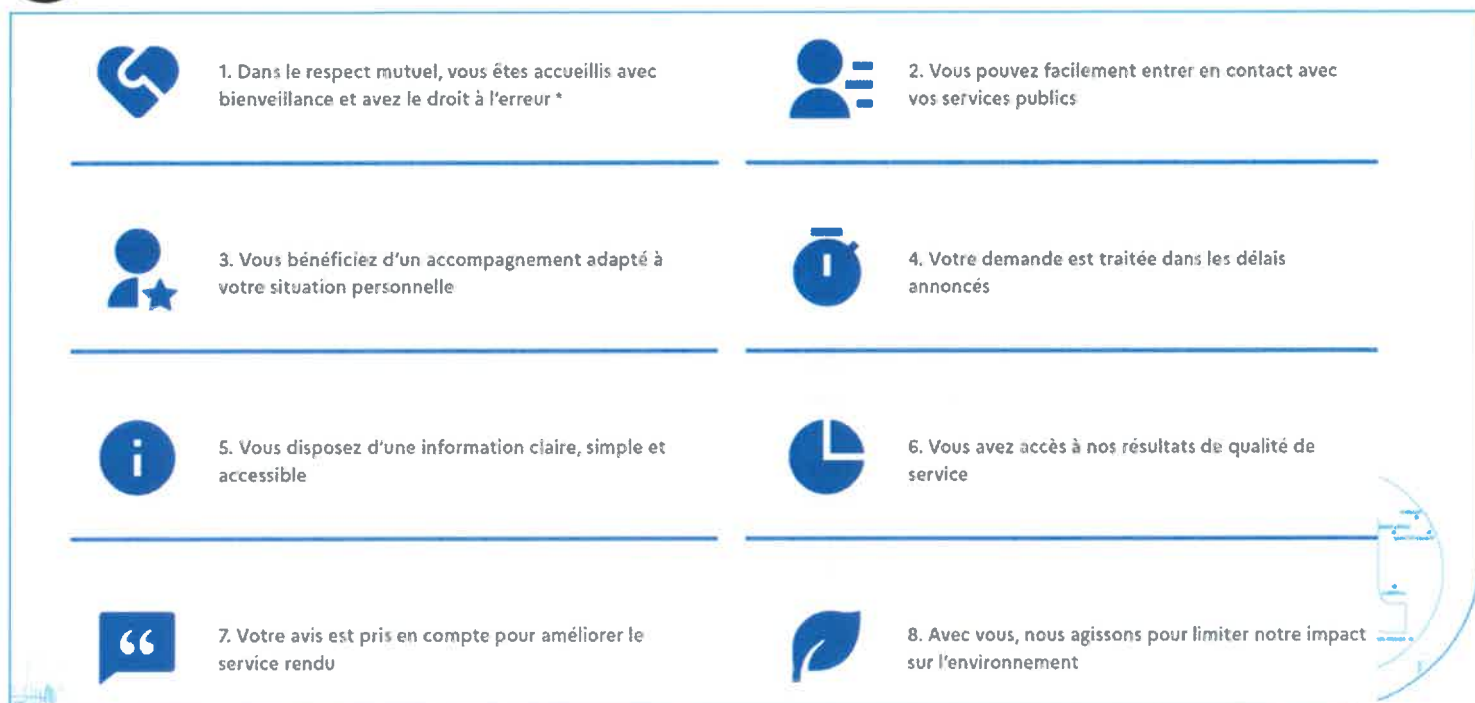 1. Dans le respect mutuel, vous êtes accueillis avec
bienveillance et avez le droit à l'erreur *
2. Vous pouvez facilement entrer en contact avec
vos services publics
3. Vous bénéficiez d'un accompagnement adapté à
votre situation personnelle
4. Votre demande est traitée dans les délais
annoncés
5. Vous disposez d'une information claire, simple et
accessible
6. Vous avez accès à nos résultats de qualité de
service
7. Votre avis est pris en compte pour améliorer le
service rendu
8. Avec vous, nous agissons pour limiter notre impact
sur l'environnement